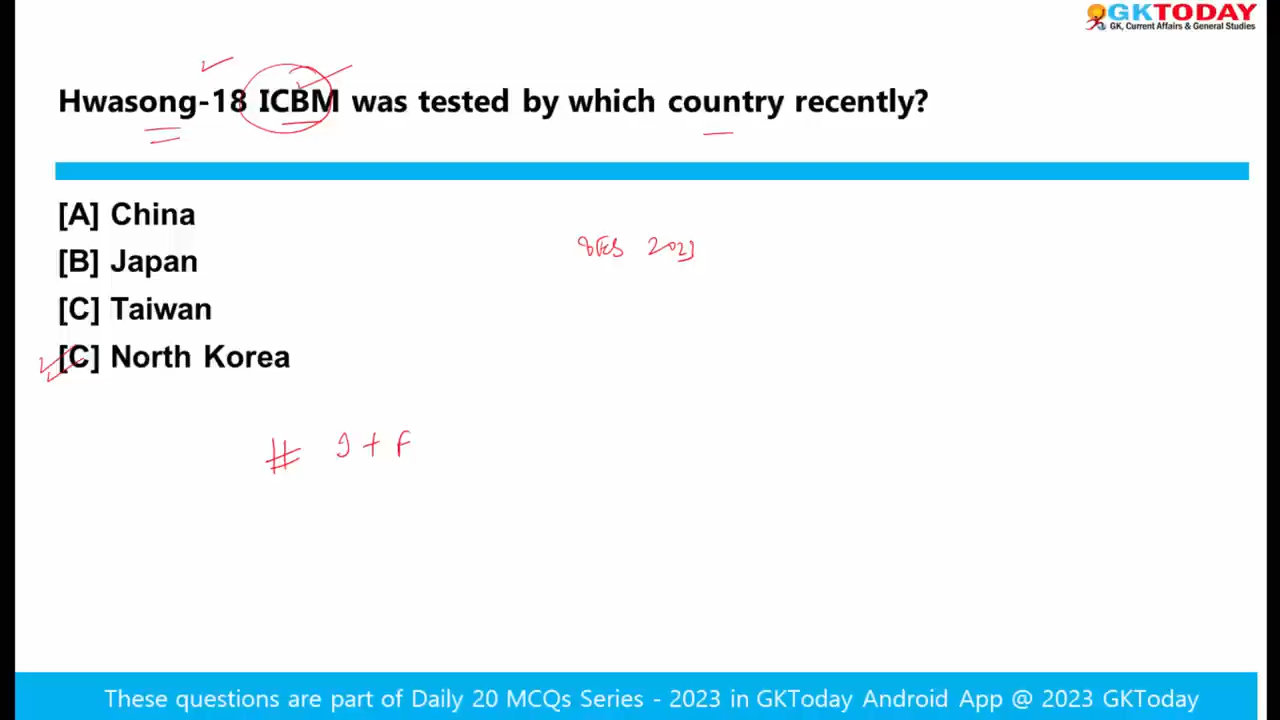 GKTODAY
GK, Current Affairs & General Studies
Hwasong-18 ICBM was tested by which country recently?
[A] China
[B] Japan
[C] Taiwan
[C] North Korea
2023
# I + F
These questions are part of Daily 20 MCQs Series - 2023 in GKToday Android App @ 2023 GKToday